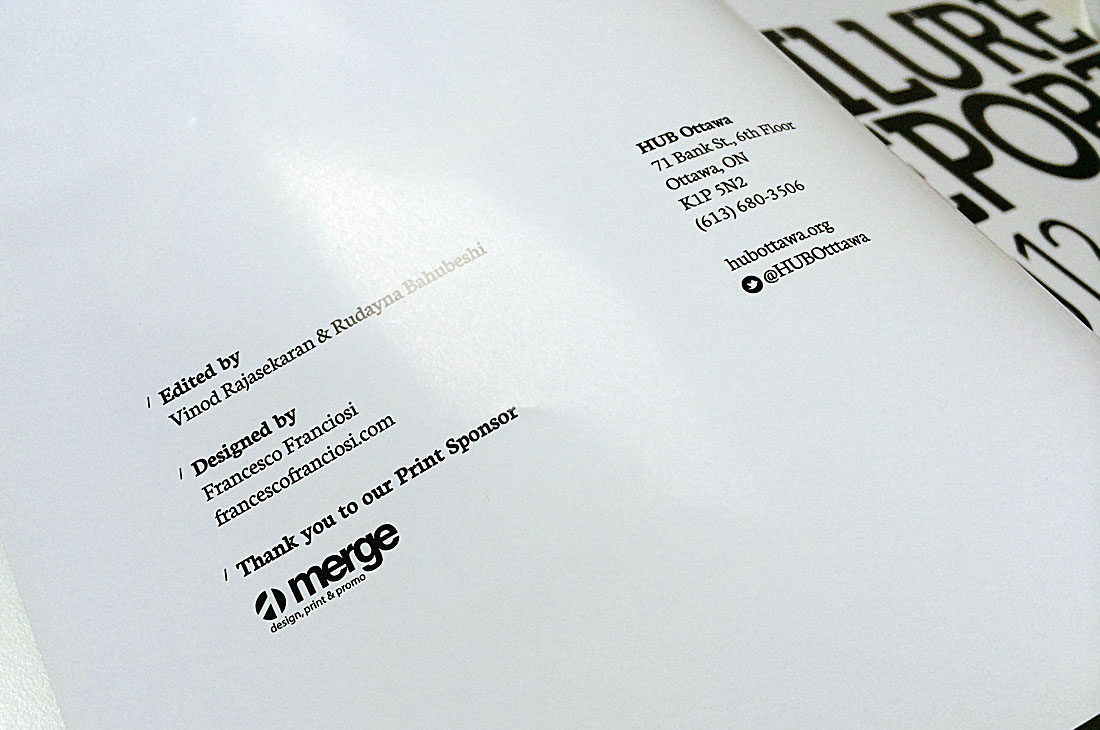 / Edited by
Vinod Rajasekaran & Rudayna Bahubeshi
/ Designed by
Francesco Franciosi
francescofranciosi.com
/ Thank you to our Print Sponsor
merge
design, print & promo
HUB Ottawa
71 Bank St., 6th Floor
Ottawa, ON
K1P 5N2
(613) 680-3506
hubottawa.org
@HUBOtttawa
ILURE
EPORT
12